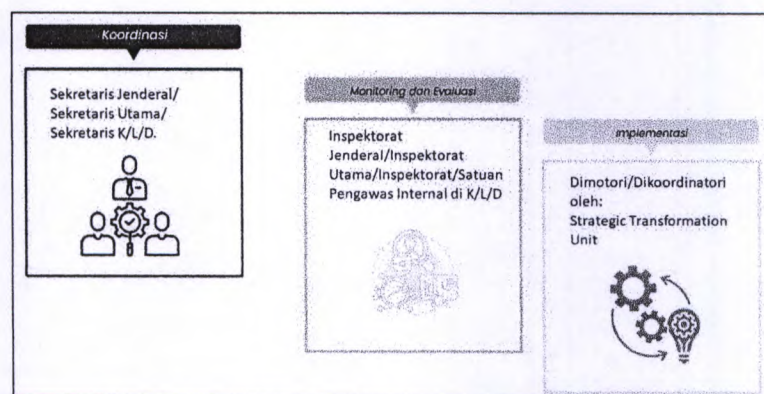 Koordinasi
Sekretaris Jenderal/
Sekretaris Utama/
Sekretaris K/L/D.
Monitoring dan Evaluasi
Inspektorat
Jenderal/Inspektorat
Utama/Inspektorat/Satuan
Pengawas Internal di K/L/D
Implementasi
Dimotori/Dikoordinatori
oleh:
Strategic Transformation
Unit